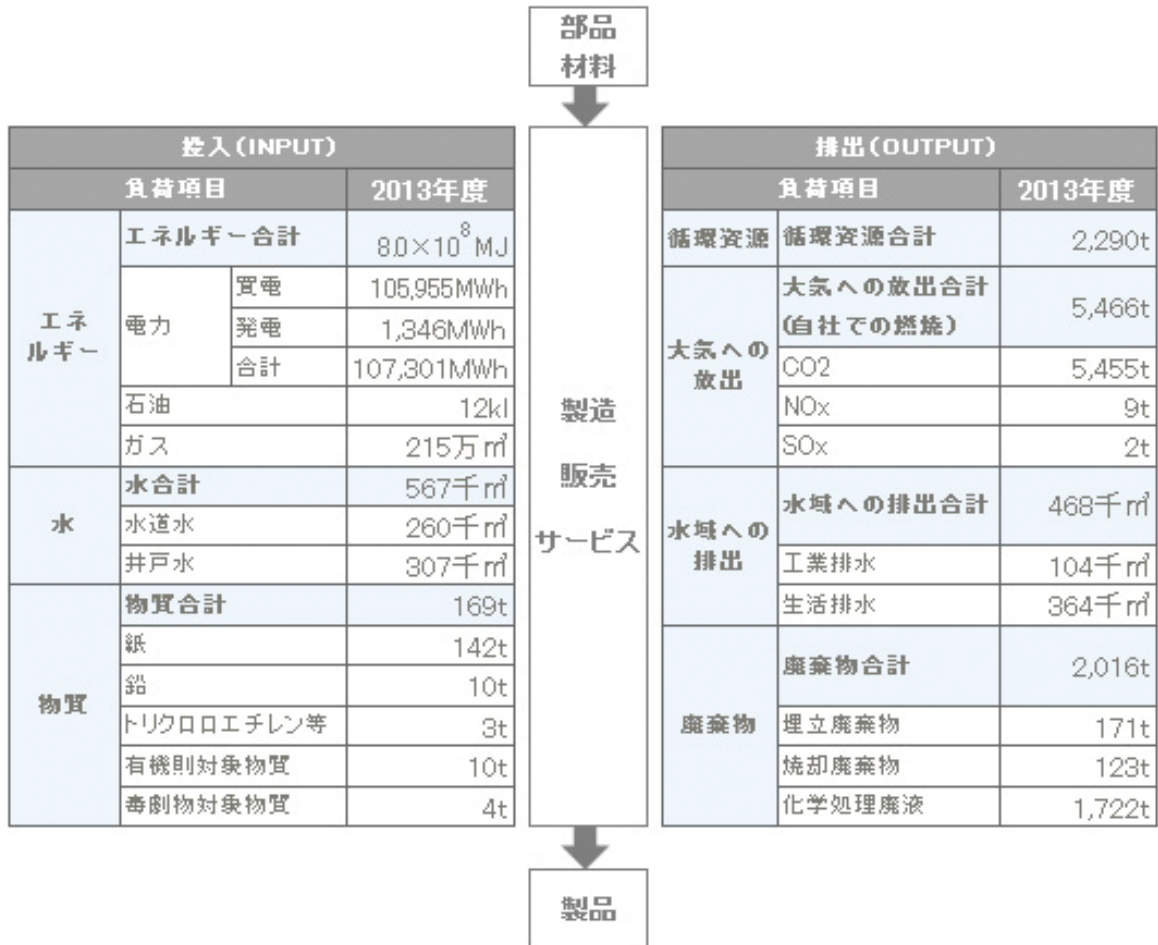 部品
材料
投入(INPUT)
負荷項目 2013年度
エネルギー
エネルギー合計 8.0×10⁸MJ
電力
買電 105,955MWh
発電 1,346MWh
合計 107,301MWh
石油 12kl
ガス 215万㎥
水
水合計 567千㎥
水道水 260千㎥
井戸水 307千㎥
物質
物質合計 169t
紙 142t
鉛 10t
トリクロロエチレン等 3t
有機則対象物質 10t
毒劇物対象物質 4t
製造
販売
サービス
排出(OUTPUT)
負荷項目 2013年度
循環資源 循環資源合計 2,290t
大気への
放出
大気への放出合計
(自社での燃焼) 5,466t
CO2 5,455t
NOx 9t
SOx 2t
水域への
排出
水域への排出合計 468千㎥
工業排水 104千㎥
生活排水 364千㎥
廃棄物
廃棄物合計 2,016t
埋立廃棄物 171t
焼却廃棄物 123t
化学処理廃液 1,722t
製品